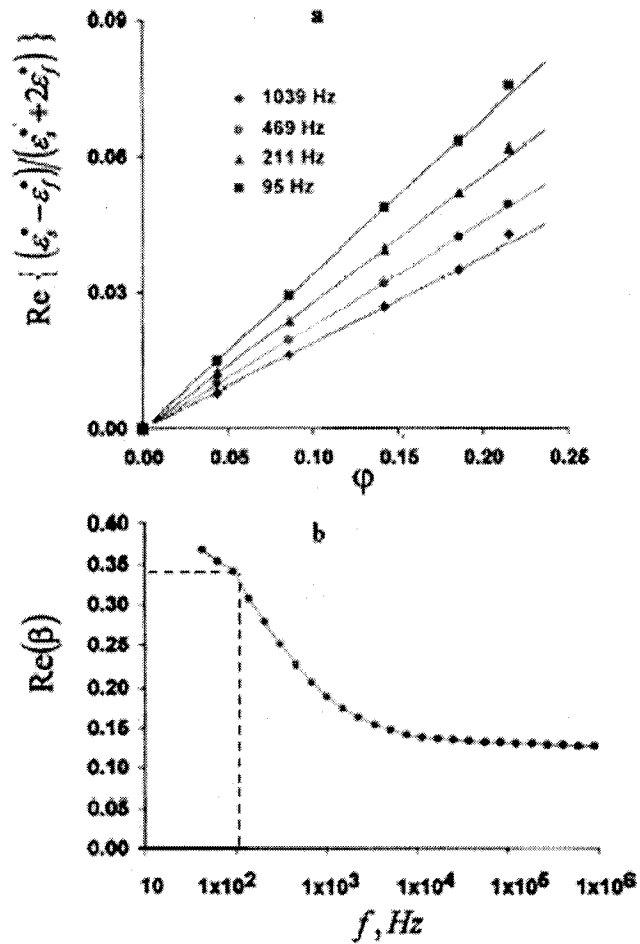 a
Re { (ε*s − ε*f)/(ε*s + 2ε*f) }
0.09
0.06
0.03
0.00
1039 Hz
469 Hz
211 Hz
95 Hz
0.00 0.05 0.10 0.15 0.20 0.25
φ
b
Re(β)
0.40
0.35
0.30
0.25
0.20
0.15
0.10
0.05
0.00
10 1x10² 1x10³ 1x10⁴ 1x10⁵ 1x10⁶
f, Hz